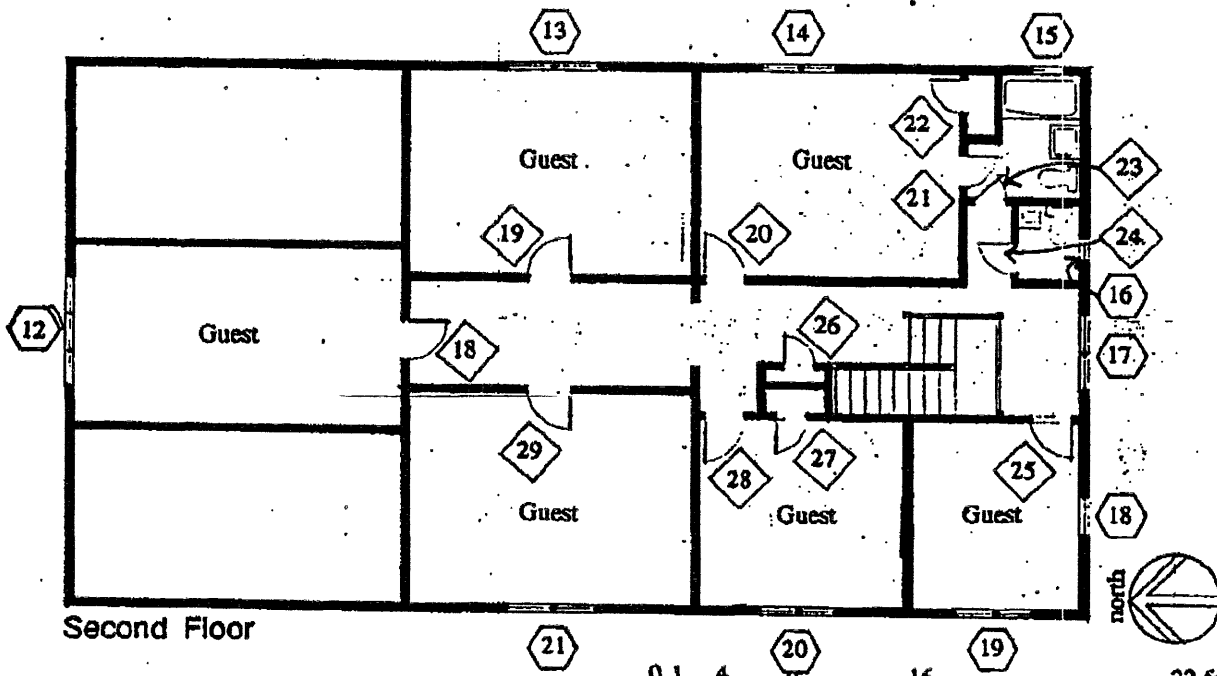 13 14 15
22
Guest Guest
23
21
19 20 24
16
12 Guest 18 26 17
29 28 27 25
Guest Guest Guest 18
north
Second Floor
21 20 19
0 1 4 16